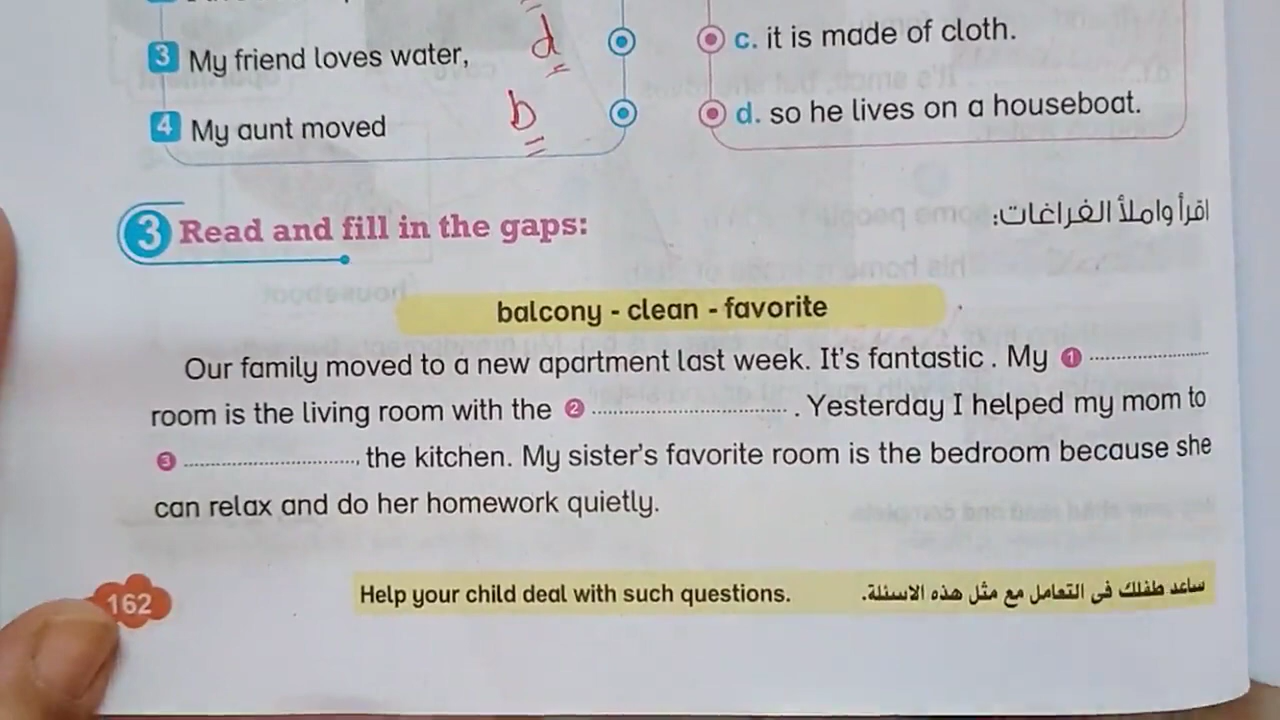 3 My friend loves water, d c. it is made of cloth.
4 My aunt moved b d. so he lives on a houseboat.
3 Read and fill in the gaps: اقرأ واملأ الفراغات:
balcony - clean - favorite
Our family moved to a new apartment last week. It's fantastic . My 1 ........................
room is the living room with the 2 ........................................ . Yesterday I helped my mom to
3 ..................................., the kitchen. My sister's favorite room is the bedroom because she
can relax and do her homework quietly.
162 Help your child deal with such questions. ساعد طفلك فى التعامل مع مثل هذه الاسئلة.